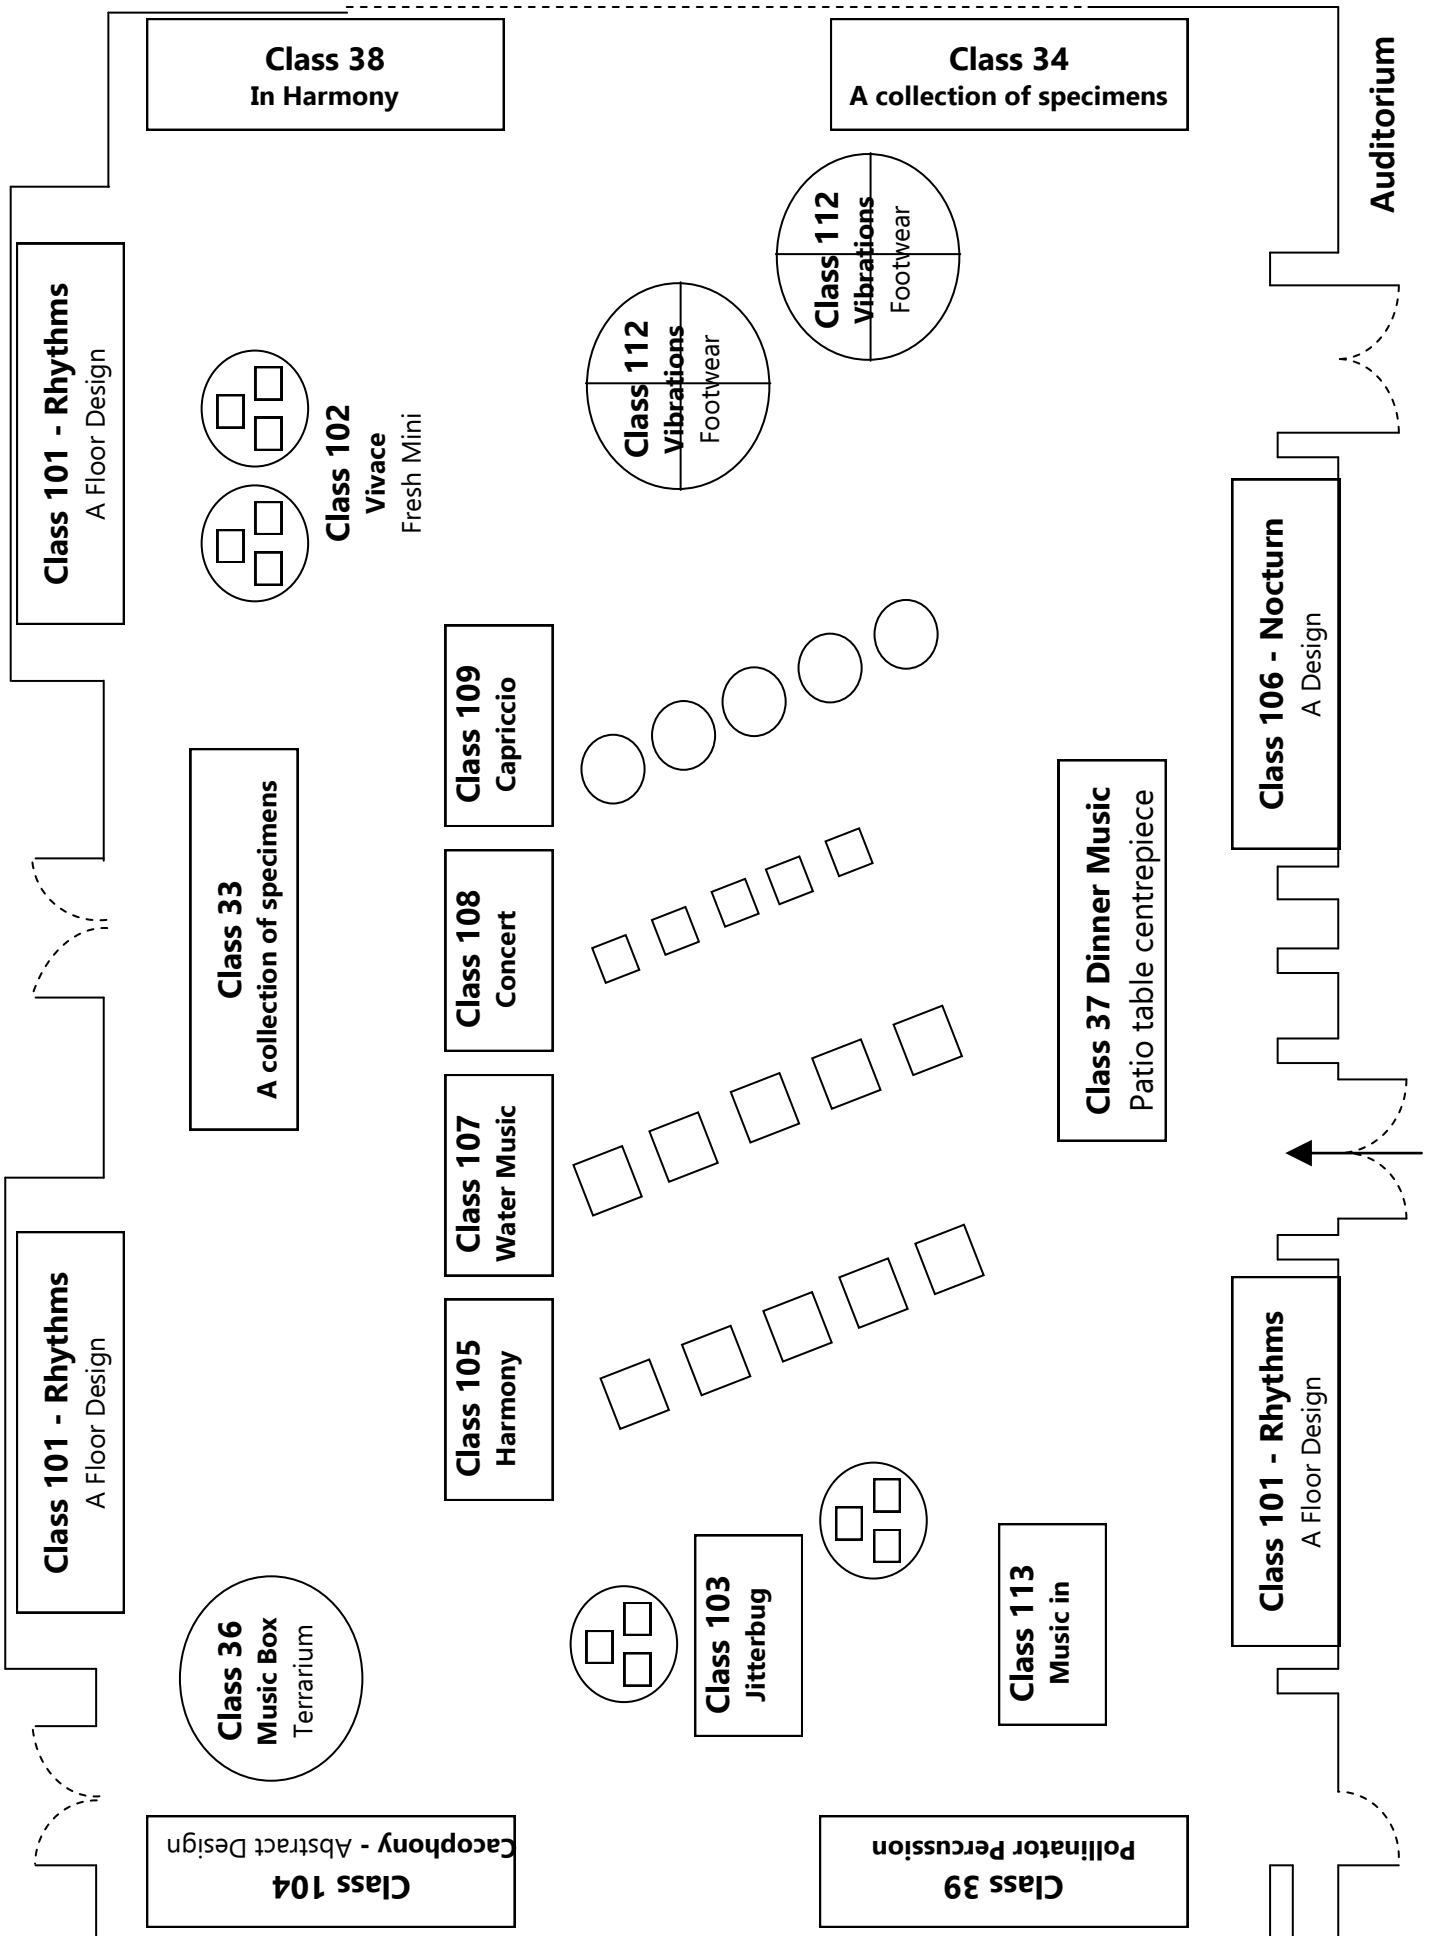 Class 38
In Harmony
Class 34
A collection of specimens
Auditorium
Class 112
Vibrations
Footwear
Class 101 - Rhythms
A Floor Design
Class 112
Vibrations
Footwear
Class 102
Vivace
Fresh Mini
Class 106 - Nocturn
A Design
Class 109
Capriccio
Class 33
A collection of specimens
Class 37 Dinner Music
Patio table centrepiece
Class 108
Concert
Class 107
Water Music
Class 101 - Rhythms
A Floor Design
Class 105
Harmony
Class 101 - Rhythms
A Floor Design
Class 103
Jitterbug
Class 113
Music in
Class 36
Music Box
Terrarium
Class 104
Cacophony - Abstract Design
Class 39
Pollinator Percussion